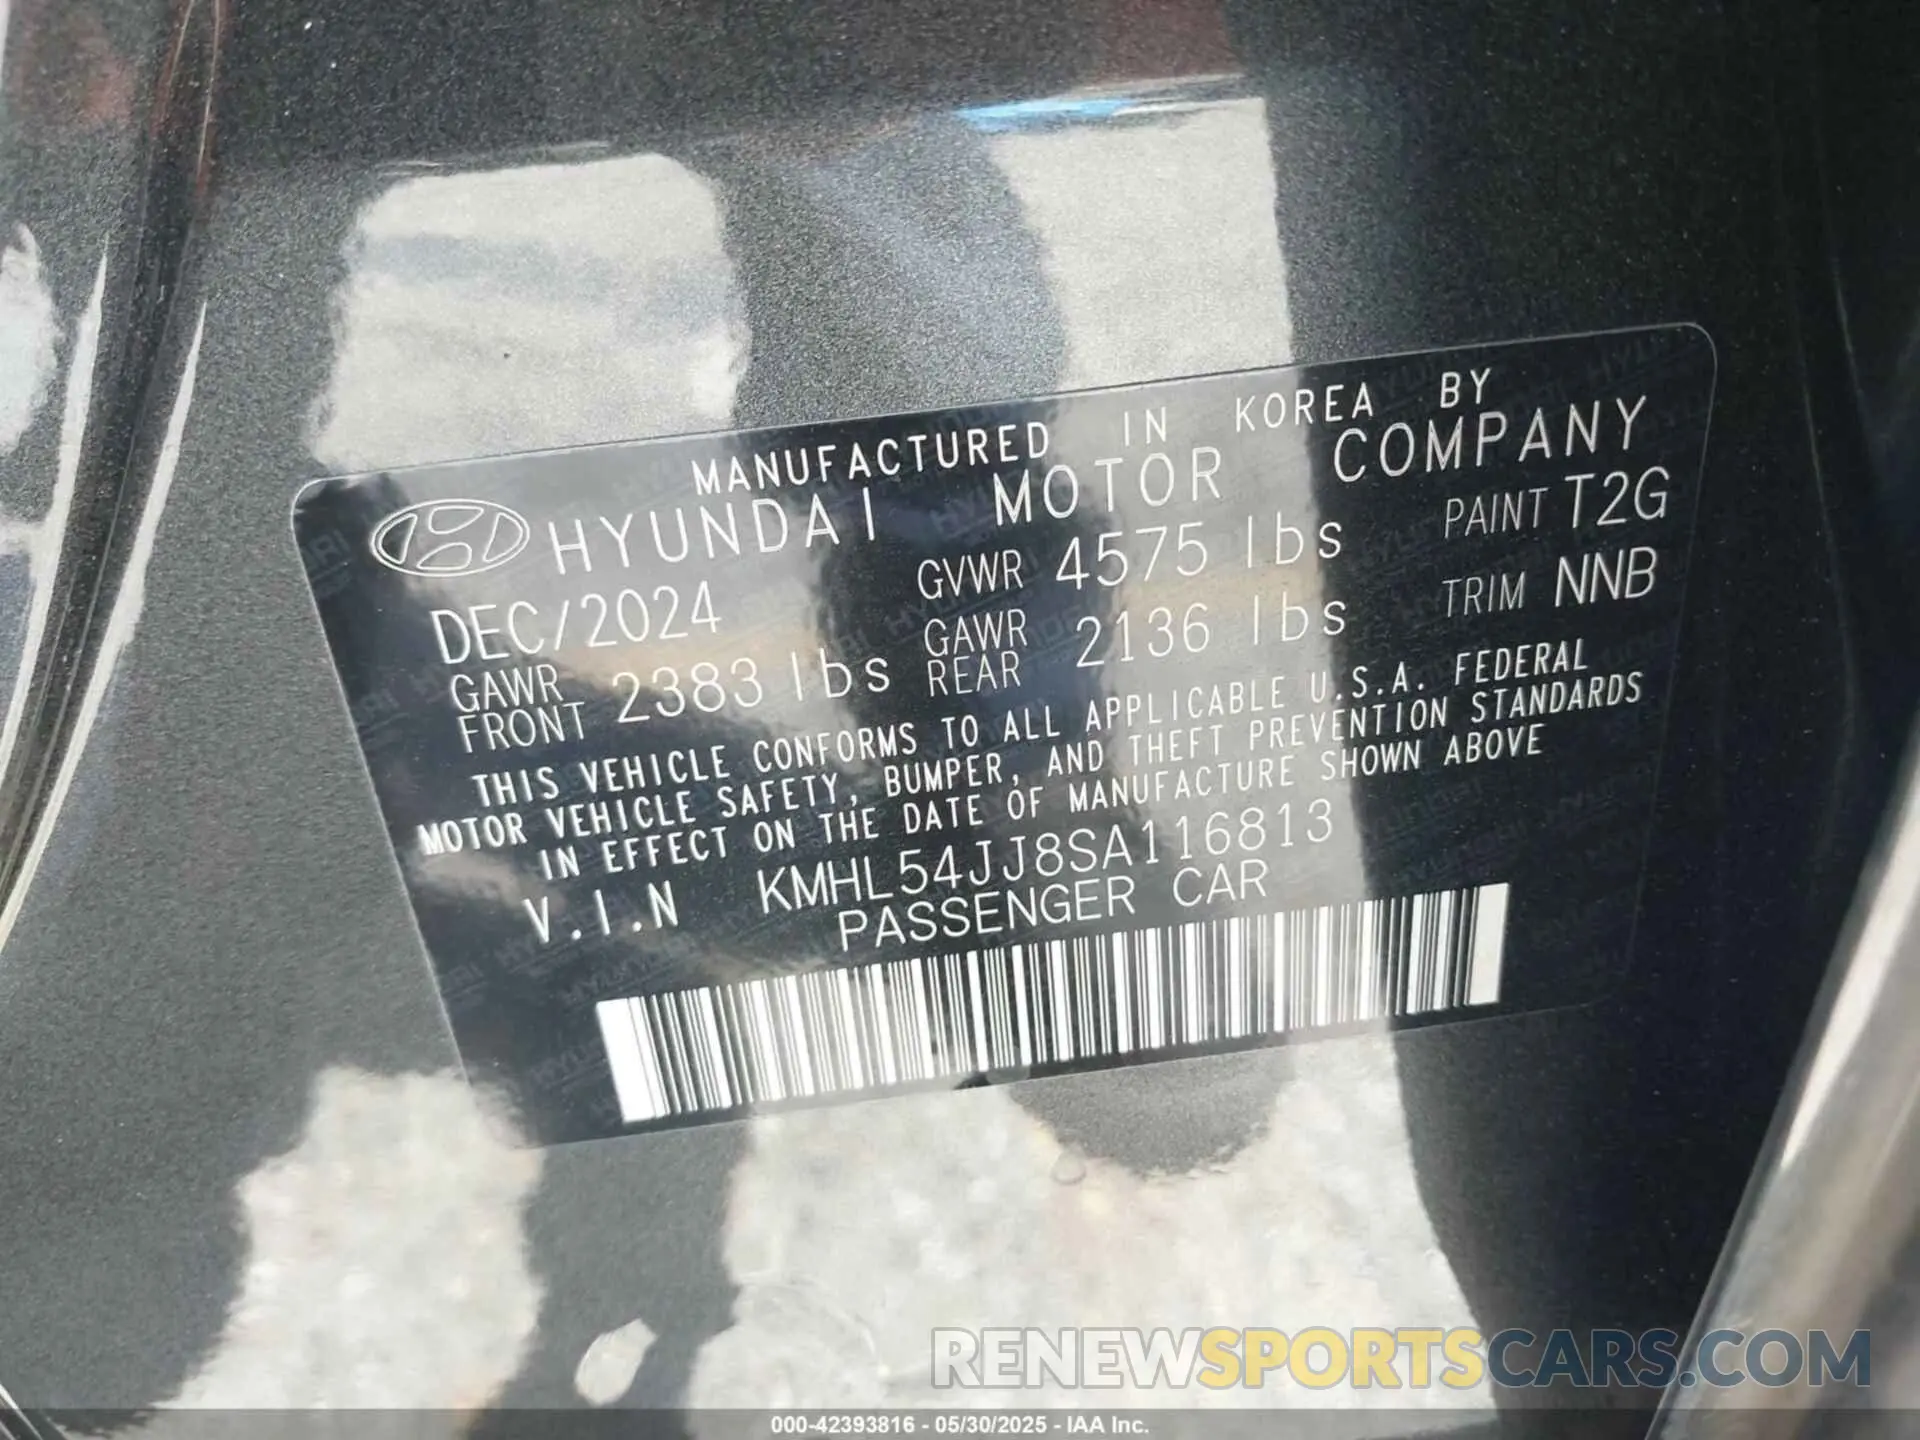 MANUFACTURED IN KOREA BY
HYUNDAI MOTOR COMPANY
DEC/2024 GVWR 4575 lbs PAINT T2G
GAWR FRONT 2383 lbs GAWR REAR 2136 lbs TRIM NNB
THIS VEHICLE CONFORMS TO ALL APPLICABLE U.S.A. FEDERAL
MOTOR VEHICLE SAFETY, BUMPER, AND THEFT PREVENTION STANDARDS
IN EFFECT ON THE DATE OF MANUFACTURE SHOWN ABOVE
V.I.N KMHL54JJ8SA116813
PASSENGER CAR
RENEWSPORTSCARS.COM
000-42393816 - 05/30/2025 - IAA Inc.